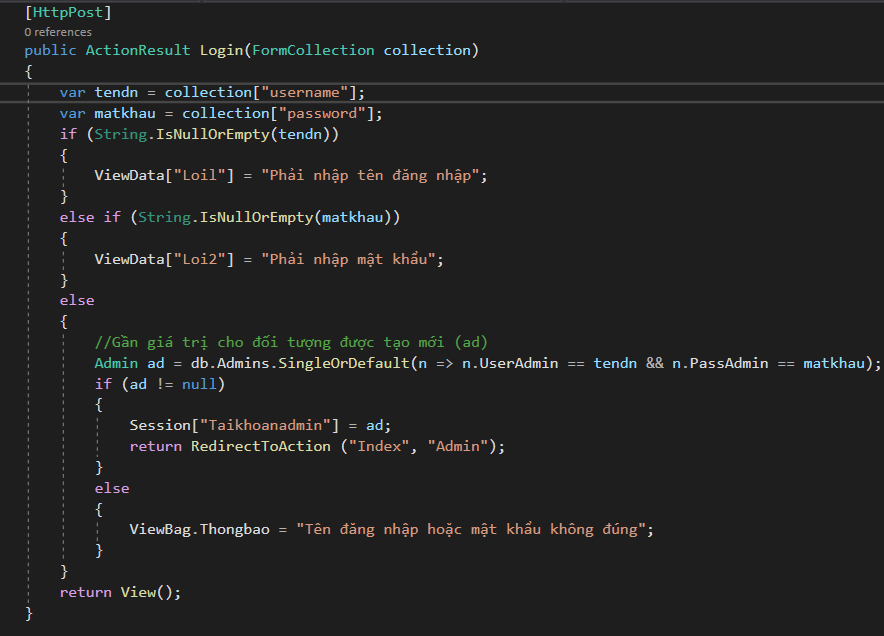 [HttpPost]
0 references
public ActionResult Login(FormCollection collection)
{
var tendn = collection["username"];
var matkhau = collection["password"];
if (String.IsNullOrEmpty(tendn))
{
ViewData["Loi1"] = "Phải nhập tên đăng nhập";
}
else if (String.IsNullOrEmpty(matkhau))
{
ViewData["Loi2"] = "Phải nhập mật khẩu";
}
else
{
//Gần giá trị cho đối tượng được tạo mới (ad)
Admin ad = db.Admins.SingleOrDefault(n => n.UserAdmin == tendn && n.PassAdmin == matkhau);
if (ad != null)
{
Session["Taikhoanadmin"] = ad;
return RedirectToAction ("Index", "Admin");
}
else
{
ViewBag.Thongbao = "Tên đăng nhập hoặc mật khẩu không đúng";
}
}
return View();
}